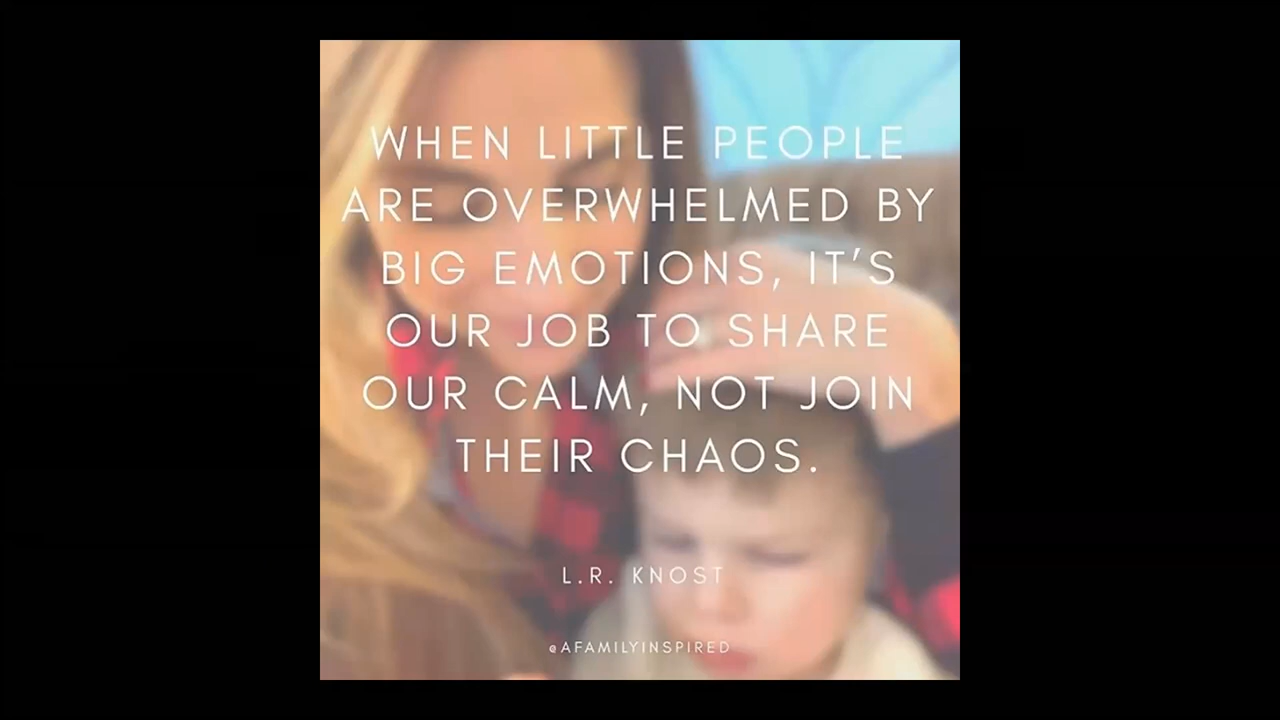 WHEN LITTLE PEOPLE
ARE OVERWHELMED BY
BIG EMOTIONS, IT'S
OUR JOB TO SHARE
OUR CALM, NOT JOIN
THEIR CHAOS.
L.R. KNOST
@AFAMILYINSPIRED